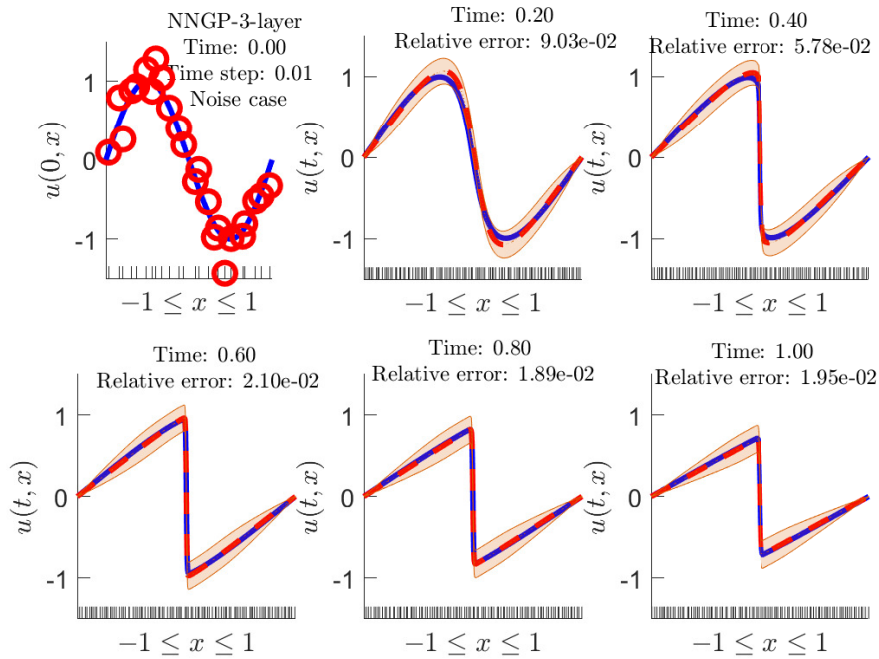 NNGP-3-layer
Time: 0.00
Time step: 0.01
Noise case
1
0
-1
u(0, x)
−1 ≤ x ≤ 1
Time: 0.20
Relative error: 9.03e-02
1
0
-1
u(t, x)
−1 ≤ x ≤ 1
Time: 0.40
Relative error: 5.78e-02
1
0
-1
u(t, x)
−1 ≤ x ≤ 1
Time: 0.60
Relative error: 2.10e-02
1
0
-1
u(t, x)
−1 ≤ x ≤ 1
Time: 0.80
Relative error: 1.89e-02
1
0
-1
u(t, x)
−1 ≤ x ≤ 1
Time: 1.00
Relative error: 1.95e-02
1
0
-1
u(t, x)
−1 ≤ x ≤ 1